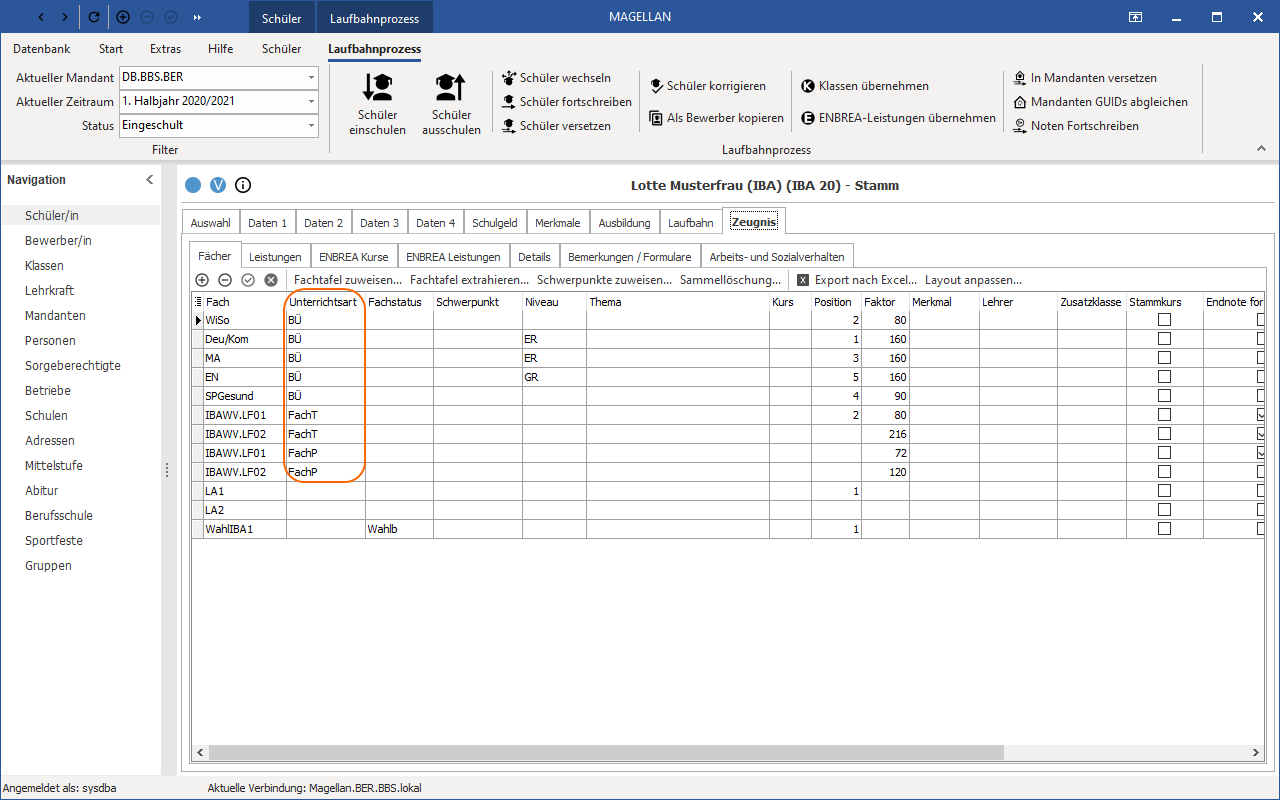 Schüler Laufbahnprozess MAGELLAN
Datenbank Start Extras Hilfe Schüler Laufbahnprozess
Aktueller Mandant DB.BBS.BER
Aktueller Zeitraum 1. Halbjahr 2020/2021
Status Eingeschult
Filter
Schüler einschulen
Schüler ausschulen
Schüler wechseln
Schüler fortschreiben
Schüler versetzen
Schüler korrigieren
Als Bewerber kopieren
Klassen übernehmen
ENBREA-Leistungen übernehmen
In Mandanten versetzen
Mandanten GUIDs abgleichen
Noten Fortschreiben
Laufbahnprozess
Navigation
Schüler/in
Bewerber/in
Klassen
Lehrkraft
Mandanten
Personen
Sorgeberechtigte
Betriebe
Schulen
Adressen
Mittelstufe
Abitur
Berufsschule
Sportfeste
Gruppen
V
Lotte Musterfrau (IBA) (IBA 20) - Stamm
Auswahl Daten 1 Daten 2 Daten 3 Daten 4 Schulgeld Merkmale Ausbildung Laufbahn Zeugnis
Fächer Leistungen ENBREA Kurse ENBREA Leistungen Details Bemerkungen / Formulare Arbeits- und Sozialverhalten
Fachtafel zuweisen... Fachtafel extrahieren... Schwerpunkte zuweisen... Sammellöschung... X Export nach Excel... Layout anpassen...
Fach Unterrichtsart Fachstatus Schwerpunkt Niveau Thema Kurs Position Faktor Merkmal Lehrer Zusatzklasse Stammkurs Endnote for
WiSo BÜ 2 80
Deu/Kom BÜ ER 1 160
MA BÜ ER 3 160
EN BÜ GR 5 160
SPGesund BÜ 4 90
IBAWV.LF01 FachT 2 80
IBAWV.LF02 FachT 216
IBAWV.LF01 FachP 72
IBAWV.LF02 FachP 120
LA1 1
LA2
WahlIBA1 Wahlb 1
Angemeldet als: sysdba Aktuelle Verbindung: Magellan.BER.BBS.lokal